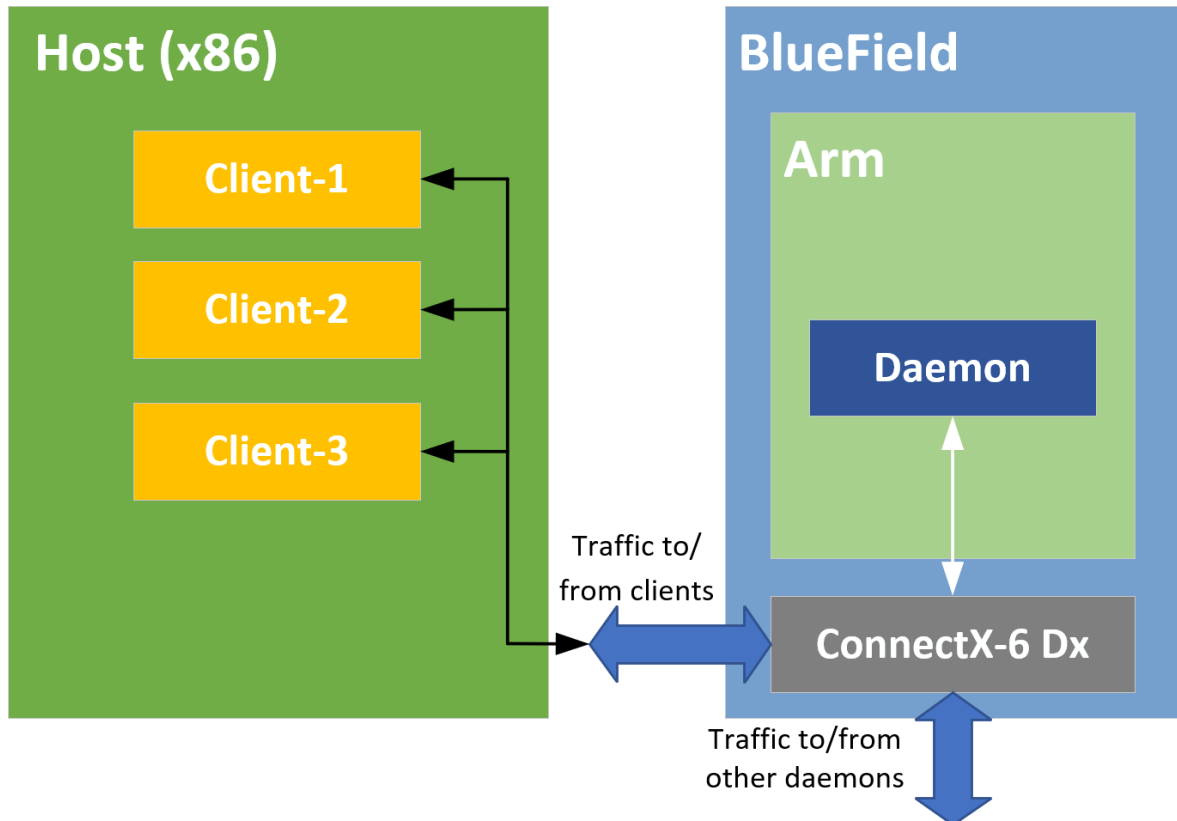 Host (x86)
Client-1
Client-2
Client-3
Traffic to/
from clients
BlueField
Arm
Daemon
ConnectX-6 Dx
Traffic to/from
other daemons